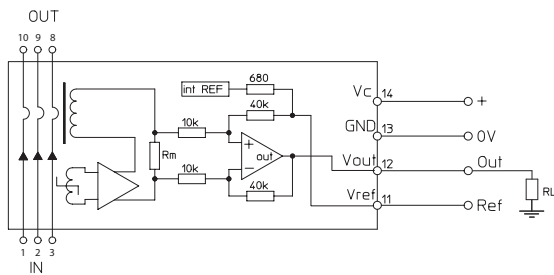 OUT
10 9 8
int REF
680
40k
10k
Rm
+
out
−
10k
40k
Vc 14 +
GND 13 0V
Vout 12 Out
RL
Vref 11 Ref
1 2 3
IN